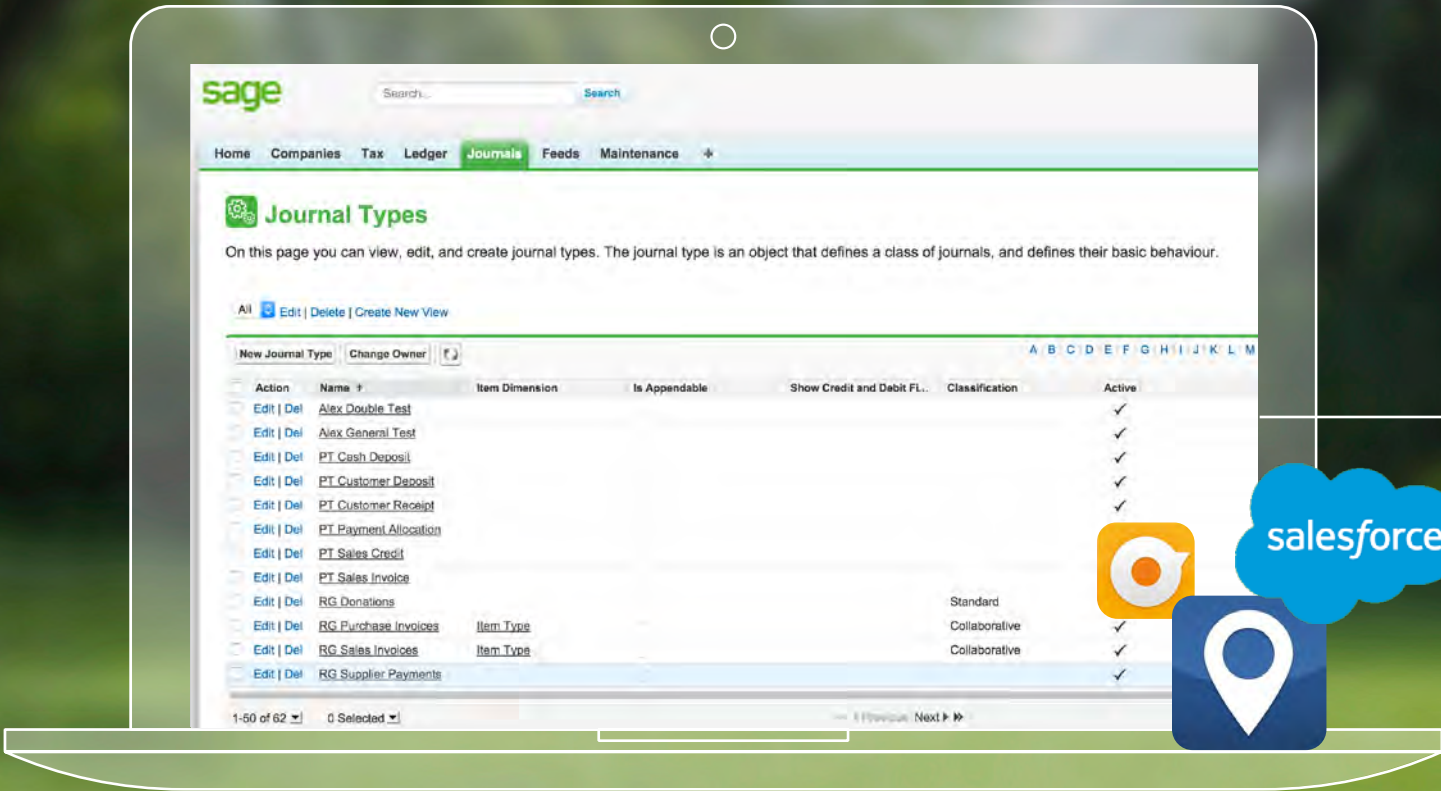 sage
Search...
Search
Home Companies Tax Ledger Journals Feeds Maintenance +
Journal Types
On this page you can view, edit, and create journal types. The journal type is an object that defines a class of journals, and defines their basic behaviour.
All Edit | Delete | Create New View
New Journal Type Change Owner
A B C D E F G H I J K L M
Action Name Item Dimension Is Appendable Show Credit and Debit Fi... Classification Active
Edit | Del Alex Double Test
Edit | Del Alex General Test
Edit | Del PT Cash Deposit
Edit | Del PT Customer Deposit
Edit | Del PT Customer Receipt
Edit | Del PT Payment Allocation
Edit | Del PT Sales Credit
Edit | Del PT Sales Invoice
Edit | Del RG Donations Standard
Edit | Del RG Purchase Invoices Item Type Collaborative
Edit | Del RG Sales Invoices Item Type Collaborative
Edit | Del RG Supplier Payments
1-50 of 62 0 Selected Previous Next
salesforce